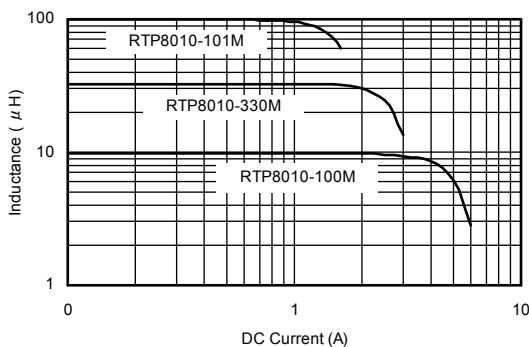 100
RTP8010-101M
RTP8010-330M
10
RTP8010-100M
1
0
1
10
Inductance ( μH)
DC Current (A)